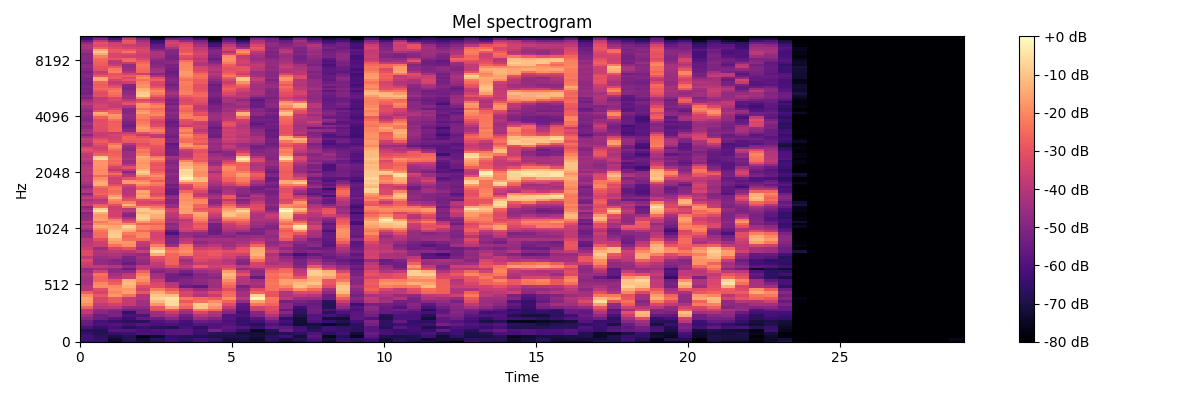 Mel spectrogram
8192
4096
2048
1024
512
0
Hz
0 5 10 15 20 25
Time
+0 dB
-10 dB
-20 dB
-30 dB
-40 dB
-50 dB
-60 dB
-70 dB
-80 dB